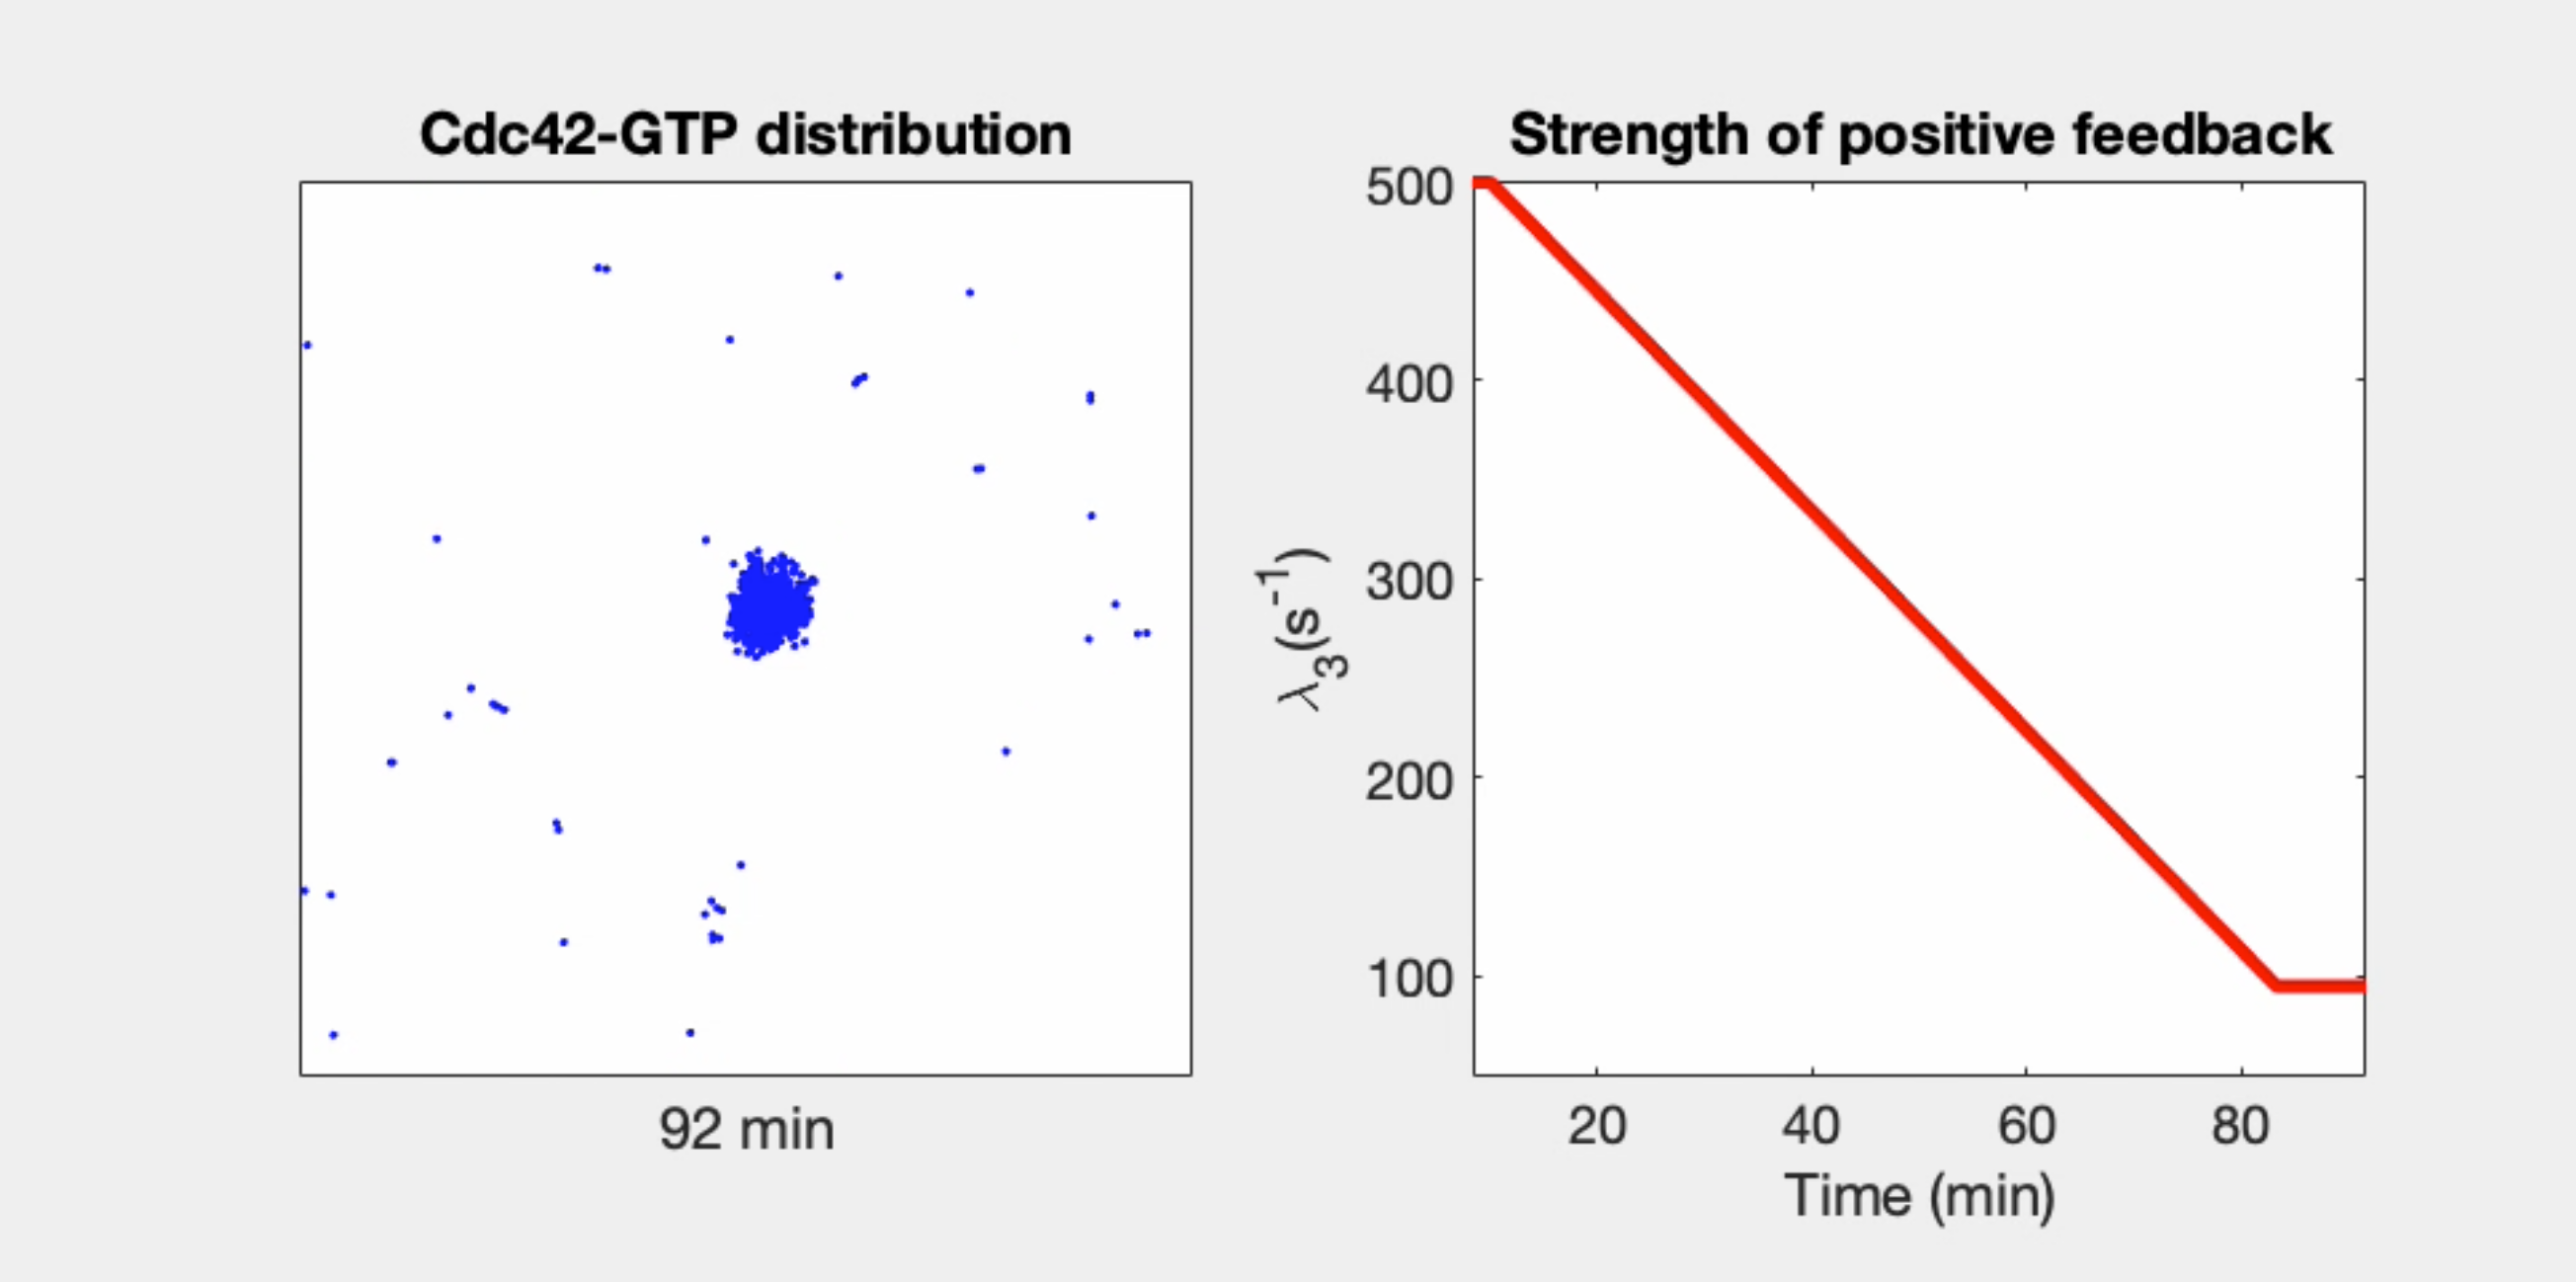 Cdc42-GTP distribution
92 min
Strength of positive feedback
500
400
300
200
100
λ₃(s⁻¹)
20 40 60 80
Time (min)